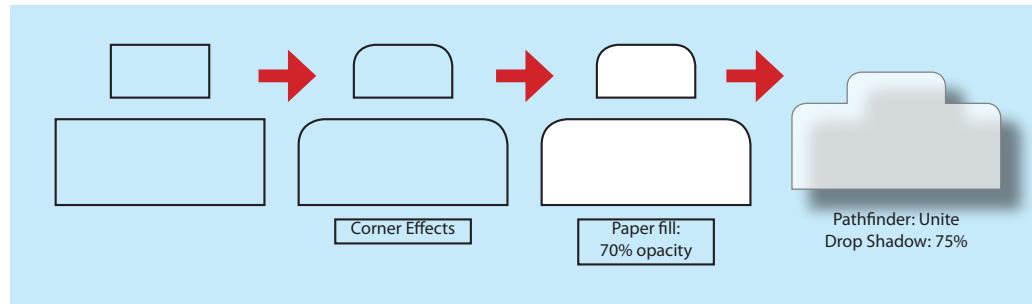 Corner Effects
Paper fill:
70% opacity
Pathfinder: Unite
Drop Shadow: 75%